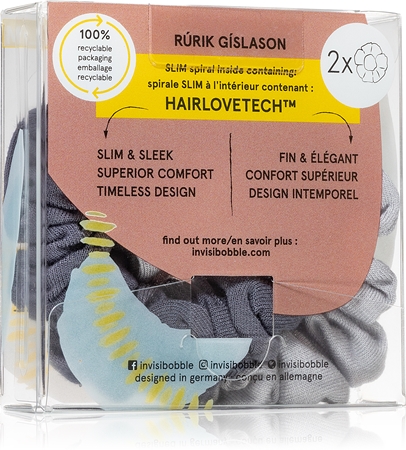 100%
recyclable
packaging
emballage
recyclable
RÚRIK GÍSLASON
2x
SLIM spiral inside containing:
spirale SLIM à l'intérieur contenant :
HAIRLOVETECH™
SLIM & SLEEK
SUPERIOR COMFORT
TIMELESS DESIGN
FIN & ÉLÉGANT
CONFORT SUPÉRIEUR
DESIGN INTEMPOREL
find out more/en savoir plus :
invisibobble.com
invisibobble invisibobble invisibobble
designed in germany · conçu en allemagne